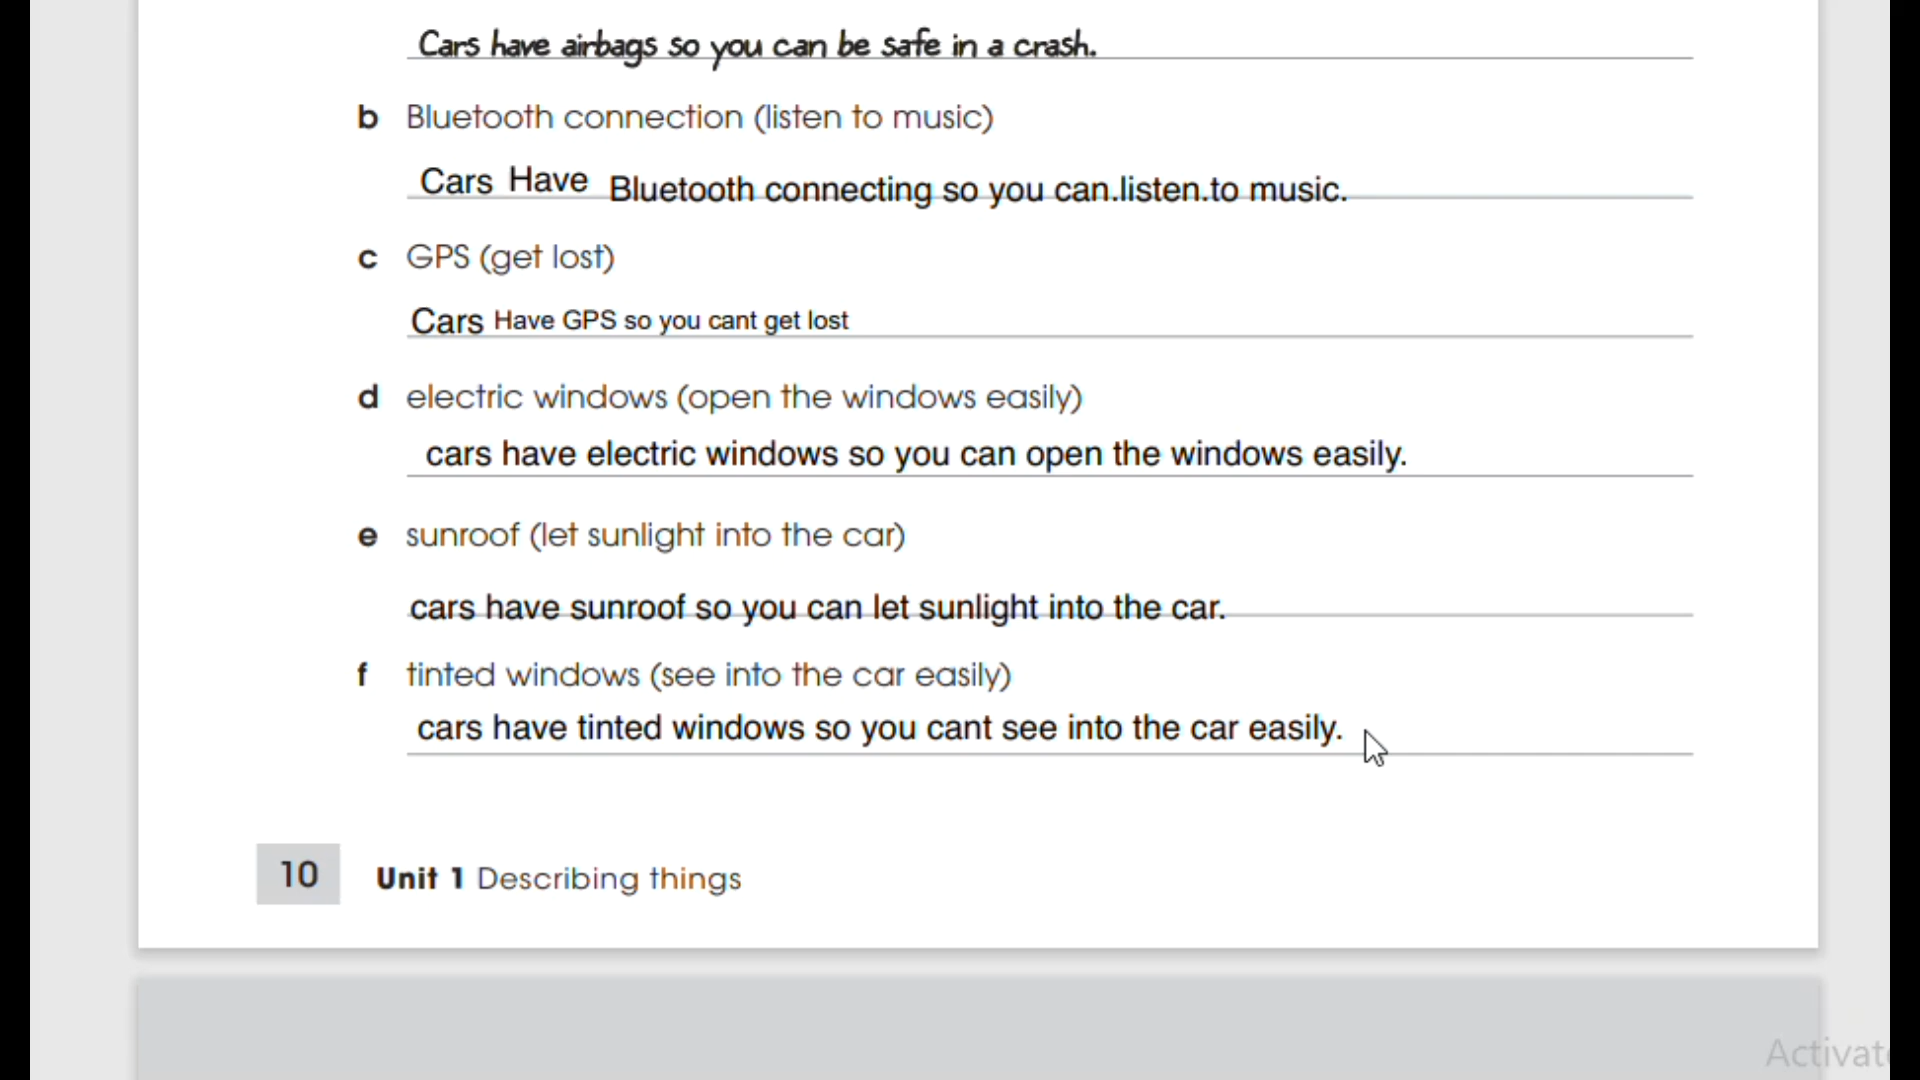 Cars have airbags so you can be safe in a crash.
b Bluetooth connection (listen to music)
Cars Have Bluetooth connecting so you can.listen.to music.
c GPS (get lost)
Cars Have GPS so you cant get lost
d electric windows (open the windows easily)
cars have electric windows so you can open the windows easily.
e sunroof (let sunlight into the car)
cars have sunroof so you can let sunlight into the car.
f tinted windows (see into the car easily)
cars have tinted windows so you cant see into the car easily.
10 Unit 1 Describing things